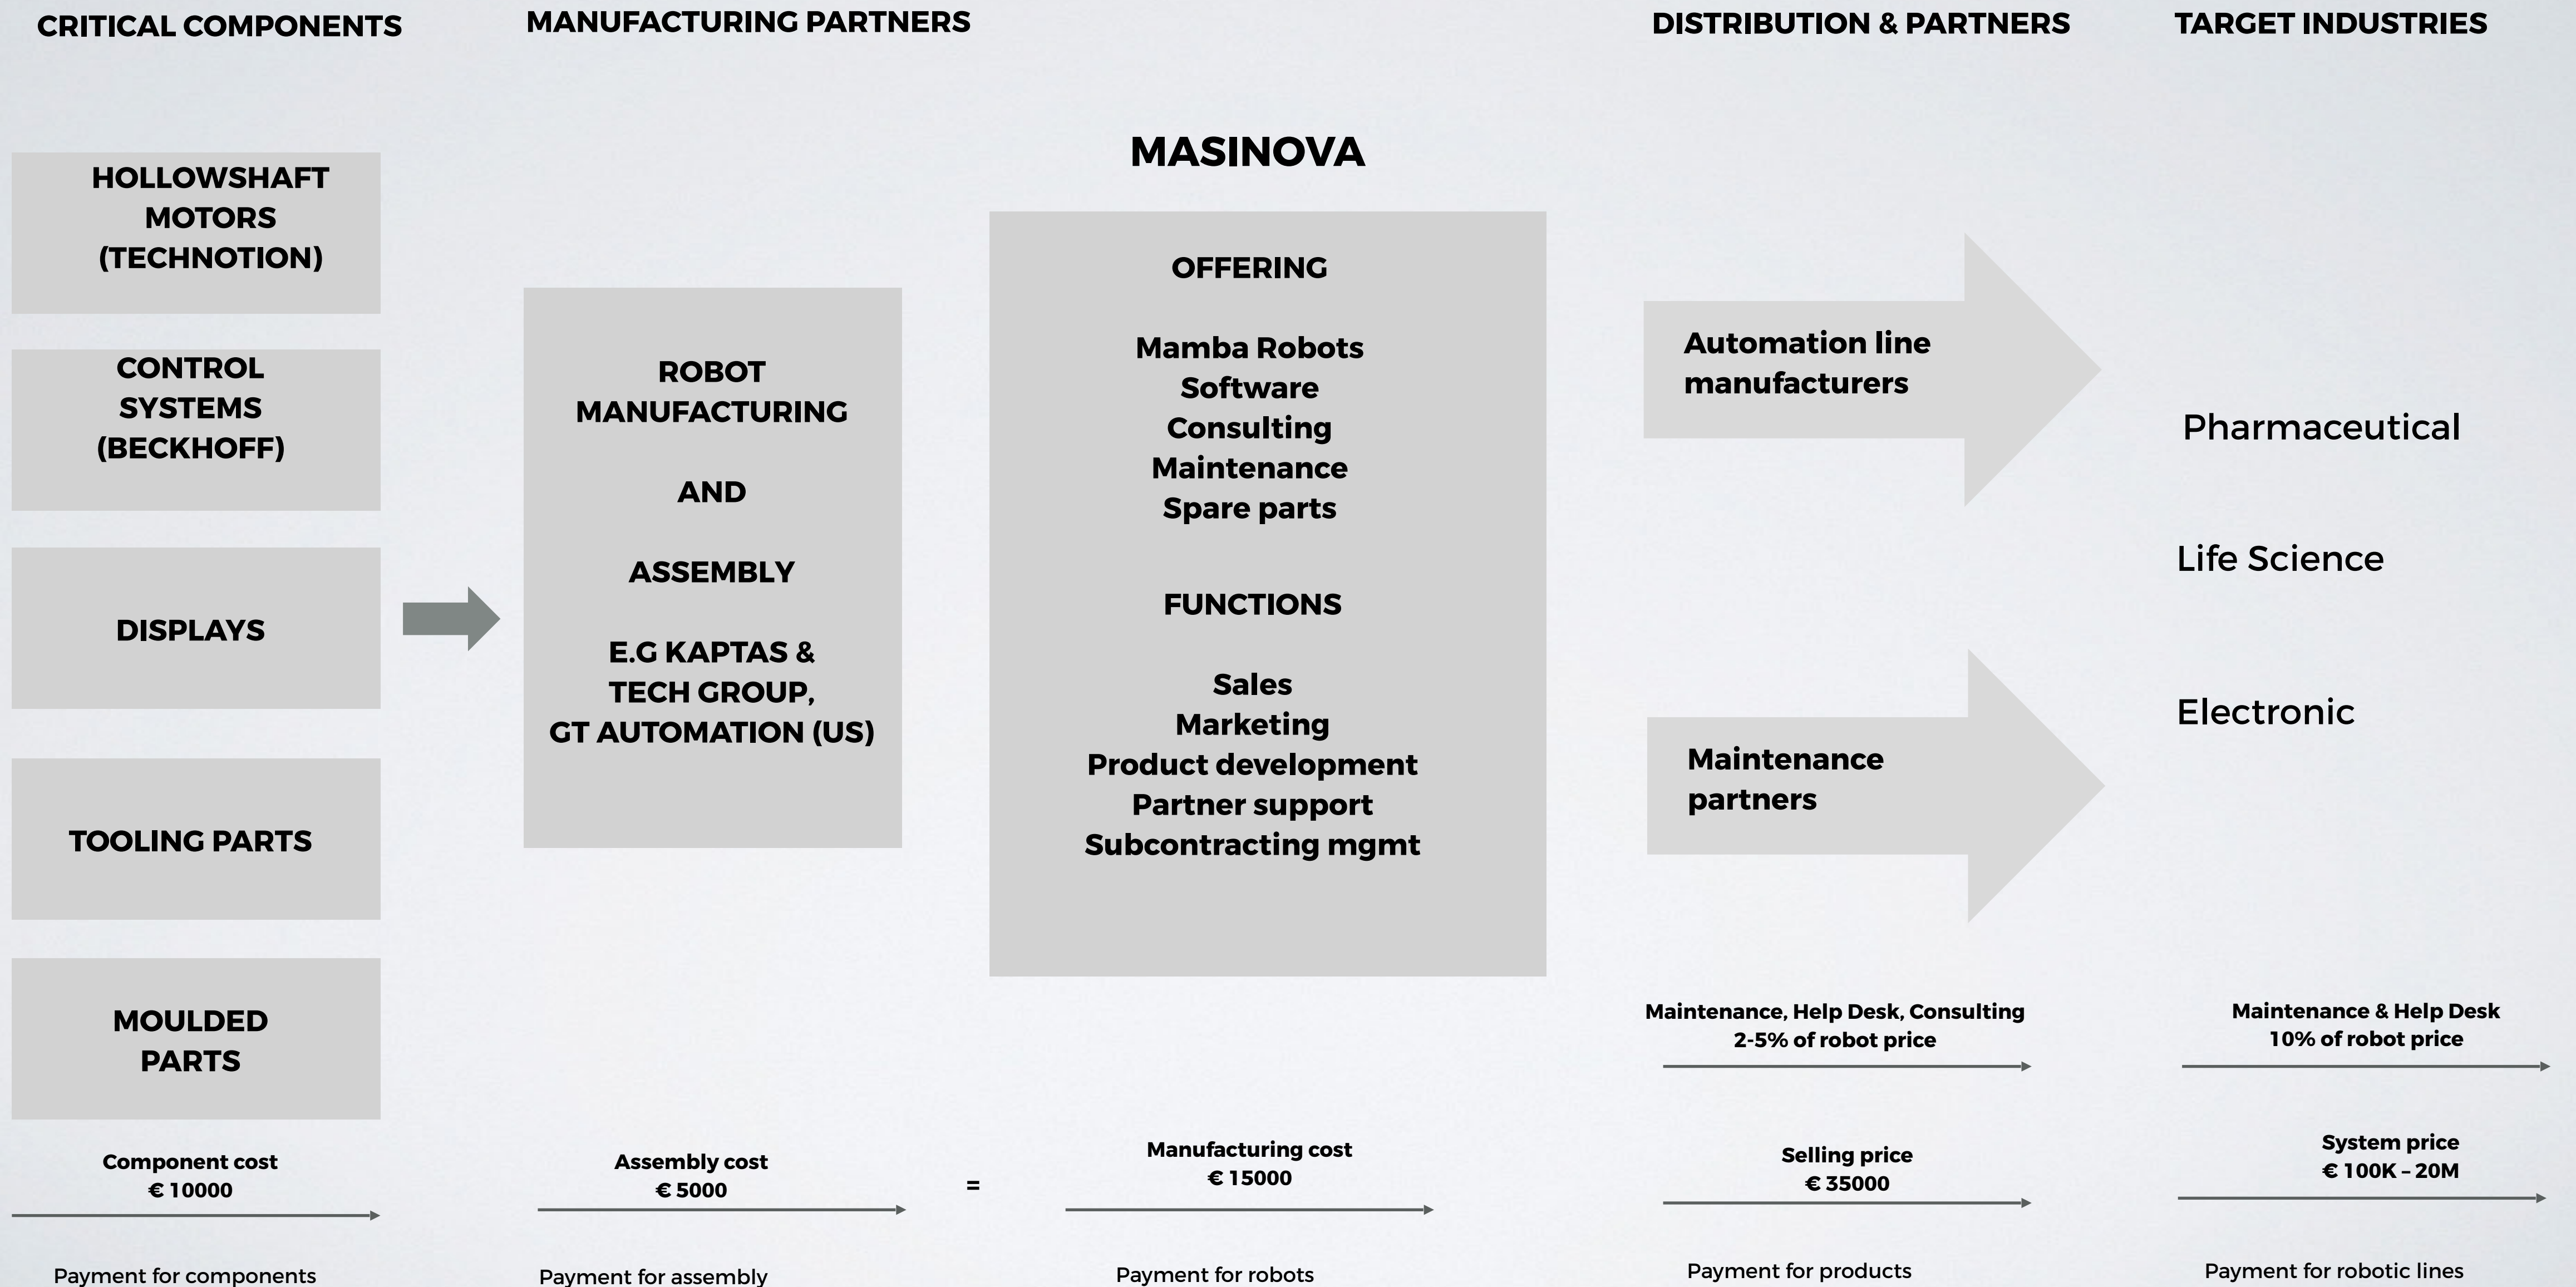 CRITICAL COMPONENTS
MANUFACTURING PARTNERS
DISTRIBUTION & PARTNERS
TARGET INDUSTRIES
HOLLOWSHAFT
MOTORS
(TECHNOTION)
CONTROL
SYSTEMS
(BECKHOFF)
DISPLAYS
TOOLING PARTS
MOULDED
PARTS
ROBOT
MANUFACTURING
AND
ASSEMBLY
E.G KAPTAS &
TECH GROUP,
GT AUTOMATION (US)
MASINOVA
OFFERING
Mamba Robots
Software
Consulting
Maintenance
Spare parts
FUNCTIONS
Sales
Marketing
Product development
Partner support
Subcontracting mgmt
Automation line
manufacturers
Maintenance
partners
Pharmaceutical
Life Science
Electronic
Maintenance, Help Desk, Consulting
2-5% of robot price
Maintenance & Help Desk
10% of robot price
Component cost
€ 10000
Assembly cost
€ 5000
=
Manufacturing cost
€ 15000
Selling price
€ 35000
System price
€ 100K – 20M
Payment for components
Payment for assembly
Payment for robots
Payment for products
Payment for robotic lines